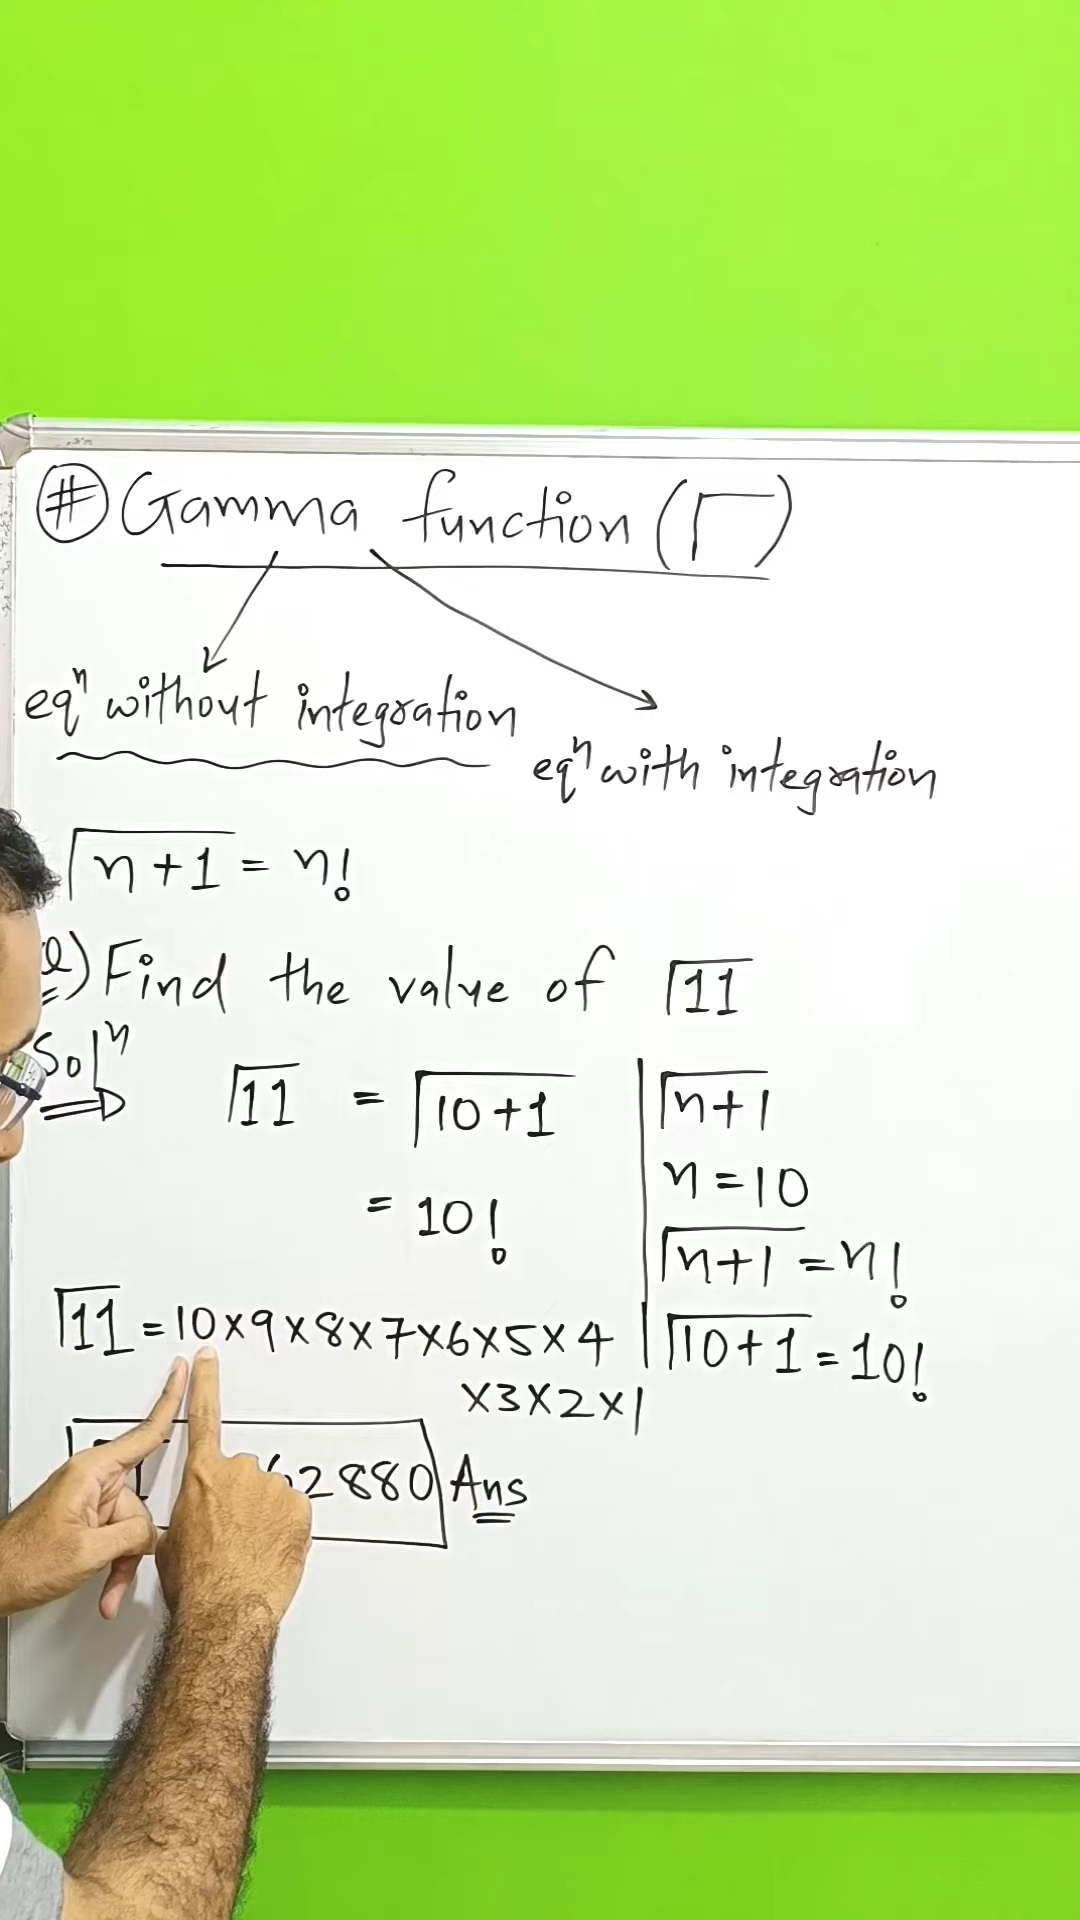 # Gamma function (Γ)
eqⁿ without integration
eqⁿ with integration
Γn+1 = n!
Q) Find the value of Γ11
Solⁿ
Γ11 = Γ10+1
= 10!
Γn+1
n = 10
Γn+1 = n!
Γ10+1 = 10!
Γ11 = 10×9×8×7×6×5×4
×3×2×1
62880 Ans